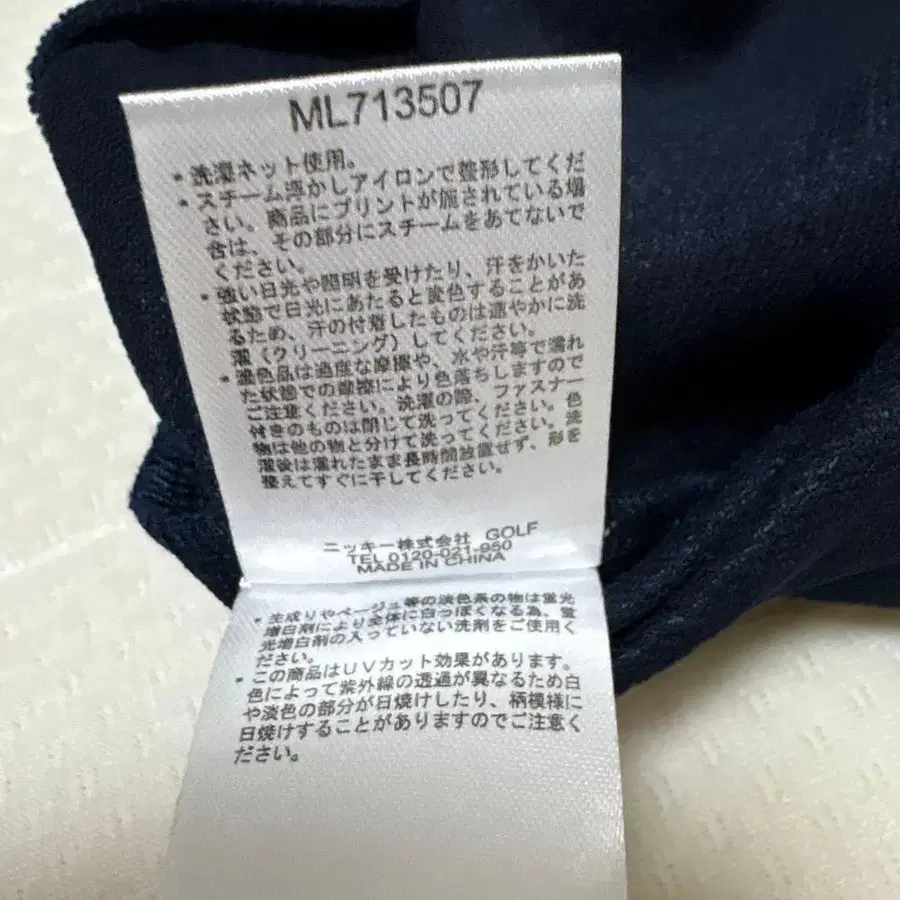 ML713507
・洗濯ネット使用。
・スチーム浮かしアイロンで整形してくだ
さい。商品にプリントが施されている場
合は、その部分にスチームをあてないで
ください。
・強い日光や照明を受けたり、汗をかいた
状態で日光にあたると変色することがあ
るため、汗の付着したものは速やかに洗
濯(クリーニング)してください。
・濃色品は過度な摩擦や、水や汗等で濡れ
た状態での摩擦により色落ちしますので
ご注意ください。洗濯の際、ファスナー
付きのものは閉じて洗ってください。色
物は他の物と分けて洗ってください。洗
濯後は濡れたまま長時間放置せず、形を
整えてすぐに干してください。
ニッキー株式会社 GOLF
TEL 0120-021-950
MADE IN CHINA
・生成りやベージュ等の淡色系の物は蛍光
増白剤により全体に白っぽくなる為、蛍
光増白剤の入っていない洗剤をご使用く
ださい。
・この商品はUVカット効果があります。
色によって紫外線の透過が異なるため白
や淡色の部分が日焼けしたり、柄模様に
日焼けすることがありますのでご注意く
ださい。